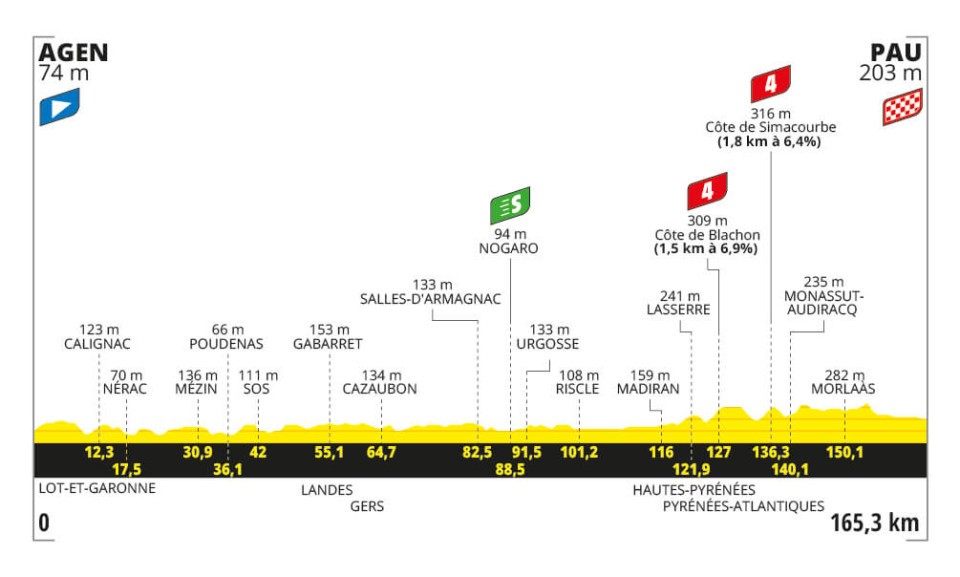 AGEN
74 m
PAU
203 m
4
316 m
Côte de Simacourbe
(1,8 km à 6,4%)
4
309 m
Côte de Blachon
(1,5 km à 6,9%)
S
94 m
NOGARO
133 m
SALLES-D'ARMAGNAC
241 m
LASSERRE
235 m
MONASSUT-
AUDIRACQ
123 m
CALIGNAC
66 m
POUDENAS
153 m
GABARRET
133 m
URGOSSE
70 m
NÉRAC
136 m
MÉZIN
111 m
SOS
134 m
CAZAUBON
108 m
RISCLE
159 m
MADIRAN
282 m
MORLAÀS
12,3
30,9
42
55,1
64,7
82,5
91,5
101,2
116
127
136,3
150,1
17,5
36,1
88,5
121,9
140,1
LOT-ET-GARONNE
LANDES
HAUTES-PYRÉNÉES
GERS
PYRÉNÉES-ATLANTIQUES
0
165,3 km